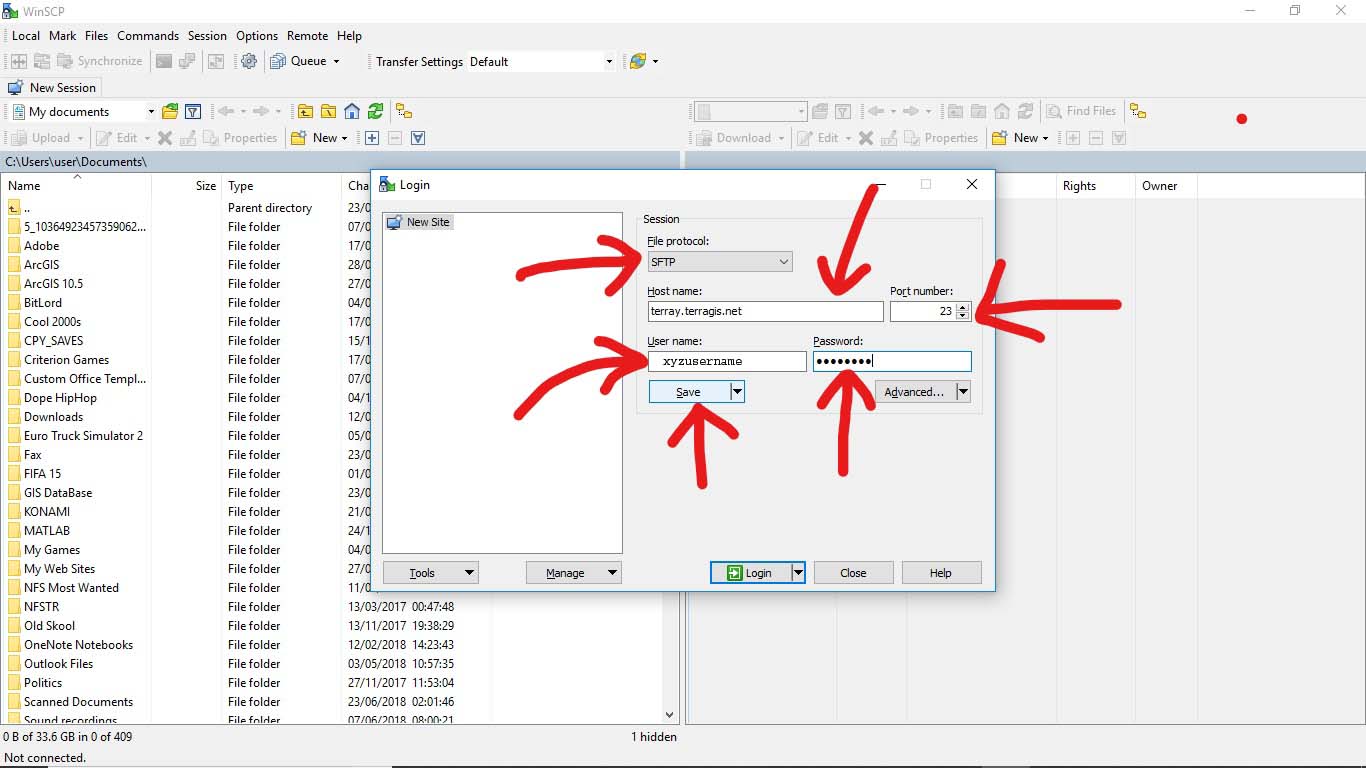 WinSCP
Local Mark Files Commands Session Options Remote Help
Synchronize Queue Transfer Settings Default
New Session
My documents Find Files
Upload Edit Properties New Download Edit Properties New
C:\Users\user\Documents\
Name Size Type Cha Rights Owner
.. Parent directory 23/0
5_10364923457359062... File folder 07/0
Adobe File folder 07/0
ArcGIS File folder 28/0
ArcGIS 10.5 File folder 27/0
BitLord File folder 04/0
Cool 2000s File folder 17/0
CPY_SAVES File folder 15/1
Criterion Games File folder 17/0
Custom Office Templ... File folder 07/0
Dope HipHop File folder 04/1
Downloads File folder 12/0
Euro Truck Simulator 2 File folder 05/0
Fax File folder 23/0
FIFA 15 File folder 01/0
GIS DataBase File folder 23/0
KONAMI File folder 21/0
MATLAB File folder 24/1
My Games File folder 04/0
My Web Sites File folder 27/0
NFS Most Wanted File folder 11/0
NFSTR File folder 13/03/2017 00:47:48
Old Skool File folder 13/11/2017 19:38:29
OneNote Notebooks File folder 12/02/2018 14:23:43
Outlook Files File folder 03/05/2018 10:57:35
Politics File folder 27/11/2017 11:53:04
Scanned Documents File folder 23/06/2018 02:01:46
Sound recordings File folder 07/06/2018 08:00:21
Login
New Site
Session
File protocol:
SFTP
Host name: Port number:
terray.terragis.net 23
User name: Password:
xyzusername ••••••••
Save Advanced...
Tools Manage Login Close Help
0 B of 33.6 GB in 0 of 409 1 hidden
Not connected.